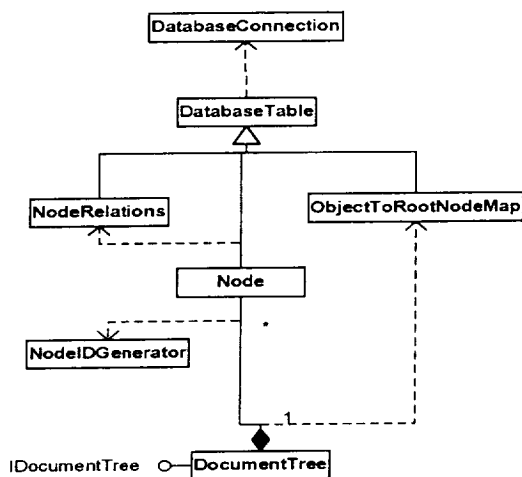 DatabaseConnection
DatabaseTable
NodeRelations
ObjectToRootNodeMap
Node
*
NodeIDGenerator
1
IDocumentTree
DocumentTree